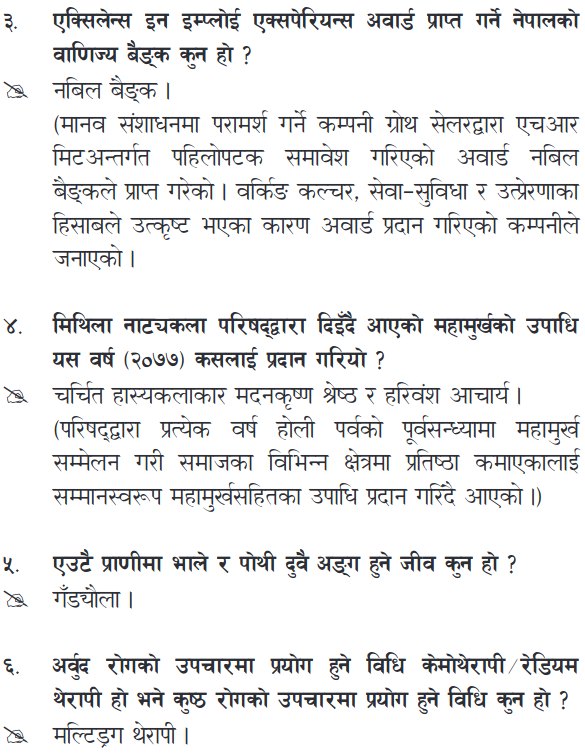 ३. एक्सिलेन्स इन इम्प्लोई एक्सपेरियन्स अवार्ड प्राप्त गर्ने नेपालको
वाणिज्य बैङ्क कुन हो ?
नबिल बैङ्क ।
(मानव संशाधनमा परामर्श गर्ने कम्पनी ग्रोथ सेलरद्वारा एचआर
मिटअन्तर्गत पहिलोपटक समावेश गरिएको अवार्ड नबिल
बैङ्कले प्राप्त गरेको । वर्किङ कल्चर, सेवा-सुविधा र उत्प्रेरणाका
हिसाबले उत्कृष्ट भएका कारण अवार्ड प्रदान गरिएको कम्पनीले
जनाएको ।
४. मिथिला नाट्यकला परिषद्द्वारा दिइँदै आएको महामुर्खको उपाधि
यस वर्ष (२०७७) कसलाई प्रदान गरियो ?
चर्चित हास्यकलाकार मदनकृष्ण श्रेष्ठ र हरिवंश आचार्य ।
(परिषद्द्वारा प्रत्येक वर्ष होली पर्वको पूर्वसन्ध्यामा महामुर्ख
सम्मेलन गरी समाजका विभिन्न क्षेत्रमा प्रतिष्ठा कमाएकालाई
सम्मानस्वरूप महामुर्खसहितका उपाधि प्रदान गरिँदै आएको ।)
५. एउटै प्राणीमा भाले र पोथी दुवै अङ्ग हुने जीव कुन हो ?
गँड्यौला ।
६. अर्वुद रोगको उपचारमा प्रयोग हुने विधि केमोथेरापी/रेडियम
थेरापी हो भने कुष्ठ रोगको उपचारमा प्रयोग हुने विधि कुन हो ?
मल्टिड्रग थेरापी ।